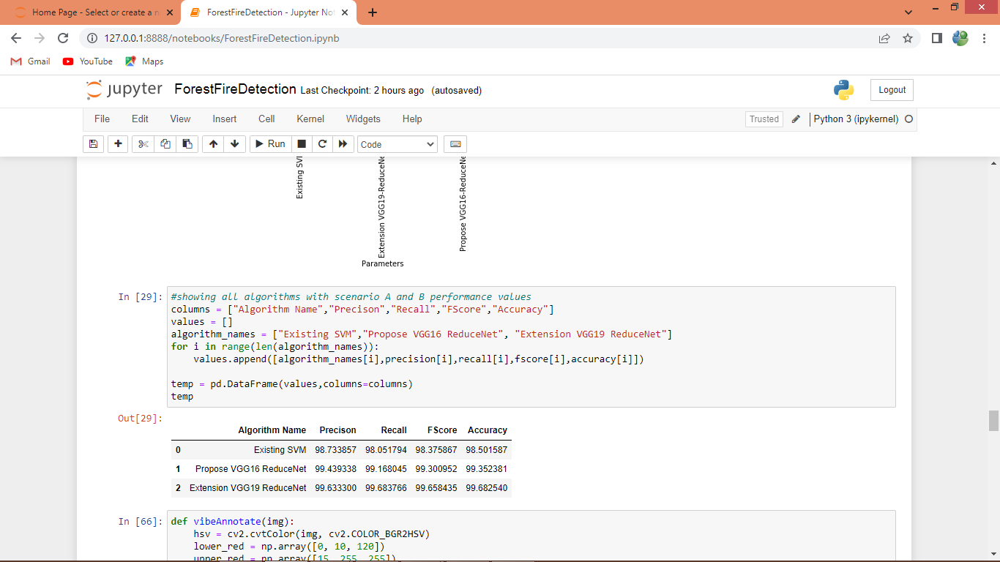 Home Page - Select or create a n
ForestFireDetection - Jupyter Not
127.0.0.1:8888/notebooks/ForestFireDetection.ipynb
Gmail YouTube Maps
jupyter ForestFireDetection Last Checkpoint: 2 hours ago (autosaved) Logout
File Edit View Insert Cell Kernel Widgets Help Trusted Python 3 (ipykernel)
Run Code
Existing SV
Extension VGG19-ReduceNe
Propose VGG16-ReduceNe
Parameters
In [29]: #showing all algorithms with scenario A and B performance values
columns = ["Algorithm Name","Precison","Recall","FScore","Accuracy"]
values = []
algorithm_names = ["Existing SVM","Propose VGG16 ReduceNet", "Extension VGG19 ReduceNet"]
for i in range(len(algorithm_names)):
    values.append([algorithm_names[i],precision[i],recall[i],fscore[i],accuracy[i]])
temp = pd.DataFrame(values,columns=columns)
temp
Out[29]:
Algorithm Name Precison Recall FScore Accuracy
0 Existing SVM 98.733857 98.051794 98.375867 98.501587
1 Propose VGG16 ReduceNet 99.439338 99.168045 99.300952 99.352381
2 Extension VGG19 ReduceNet 99.633300 99.683766 99.658435 99.682540
In [66]: def vibeAnnotate(img):
    hsv = cv2.cvtColor(img, cv2.COLOR_BGR2HSV)
    lower_red = np.array([0, 10, 120])
    upper_red = np.array([15, 255, 255])